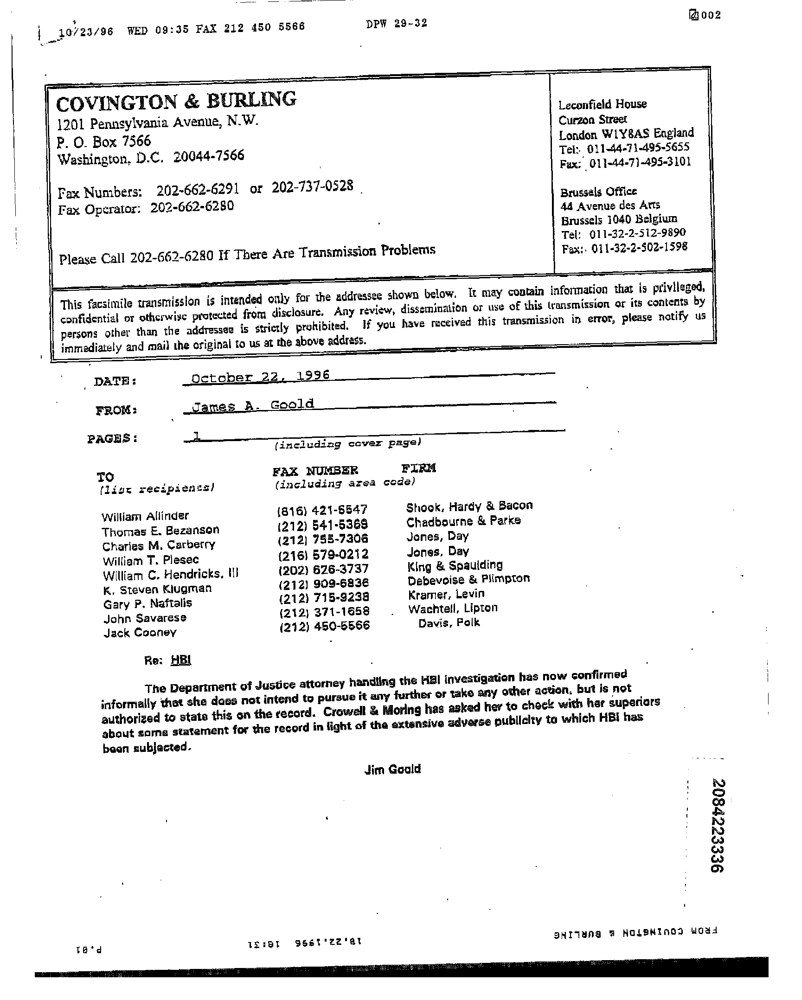 10/23/96 WED 09:35 FAX 212 450 5566 DPW 29-32 002
COVINGTON & BURLING
1201 Pennsylvania Avenue, N.W.
P. O. Box 7566
Washington, D.C. 20044-7566
Fax Numbers: 202-662-6291 or 202-737-0528
Fax Operator: 202-662-6280
Please Call 202-662-6280 If There Are Transmission Problems
Leconfield House
Curzon Street
London W1Y8AS England
Tel: 011-44-71-495-5655
Fax: 011-44-71-495-3101
Brussels Office
44 Avenue des Arts
Brussels 1040 Belgium
Tel: 011-32-2-512-9890
Fax: 011-32-2-502-1598
This facsimile transmission is intended only for the addressee shown below. It may contain information that is privileged,
confidential or otherwise protected from disclosure. Any review, dissemination or use of this transmission or its contents by
persons other than the addressee is strictly prohibited. If you have received this transmission in error, please notify us
immediately and mail the original to us at the above address.
DATE: October 22, 1996
FROM: James A. Goold
PAGES: 1
(including cover page)
TO FAX NUMBER FIRM
(list recipients) (including area code)
William Allinder (816) 421-5547 Shook, Hardy & Bacon
Thomas E. Bezanson (212) 541-5369 Chadbourne & Parke
Charles M. Carberry (212) 755-7306 Jones, Day
William T. Plesec (216) 579-0212 Jones, Day
William C. Hendricks, III (202) 626-3737 King & Spaulding
K. Steven Klugman (212) 909-6836 Debevoise & Plimpton
Gary P. Naftalis (212) 715-9238 Kramer, Levin
John Savarese (212) 371-1658 Wachtell, Lipton
Jack Cooney (212) 450-5566 Davis, Polk
Re: HBI
The Department of Justice attorney handling the HBI investigation has now confirmed
informally that she does not intend to pursue it any further or take any other action, but is not
authorized to state this on the record. Crowell & Moring has asked her to check with her superiors
about some statement for the record in light of the extensive adverse publicity to which HBI has
been subjected.
Jim Goold
2084223336
FROM COVINGTON & BURLING 10.22.1996 18:31 P.01